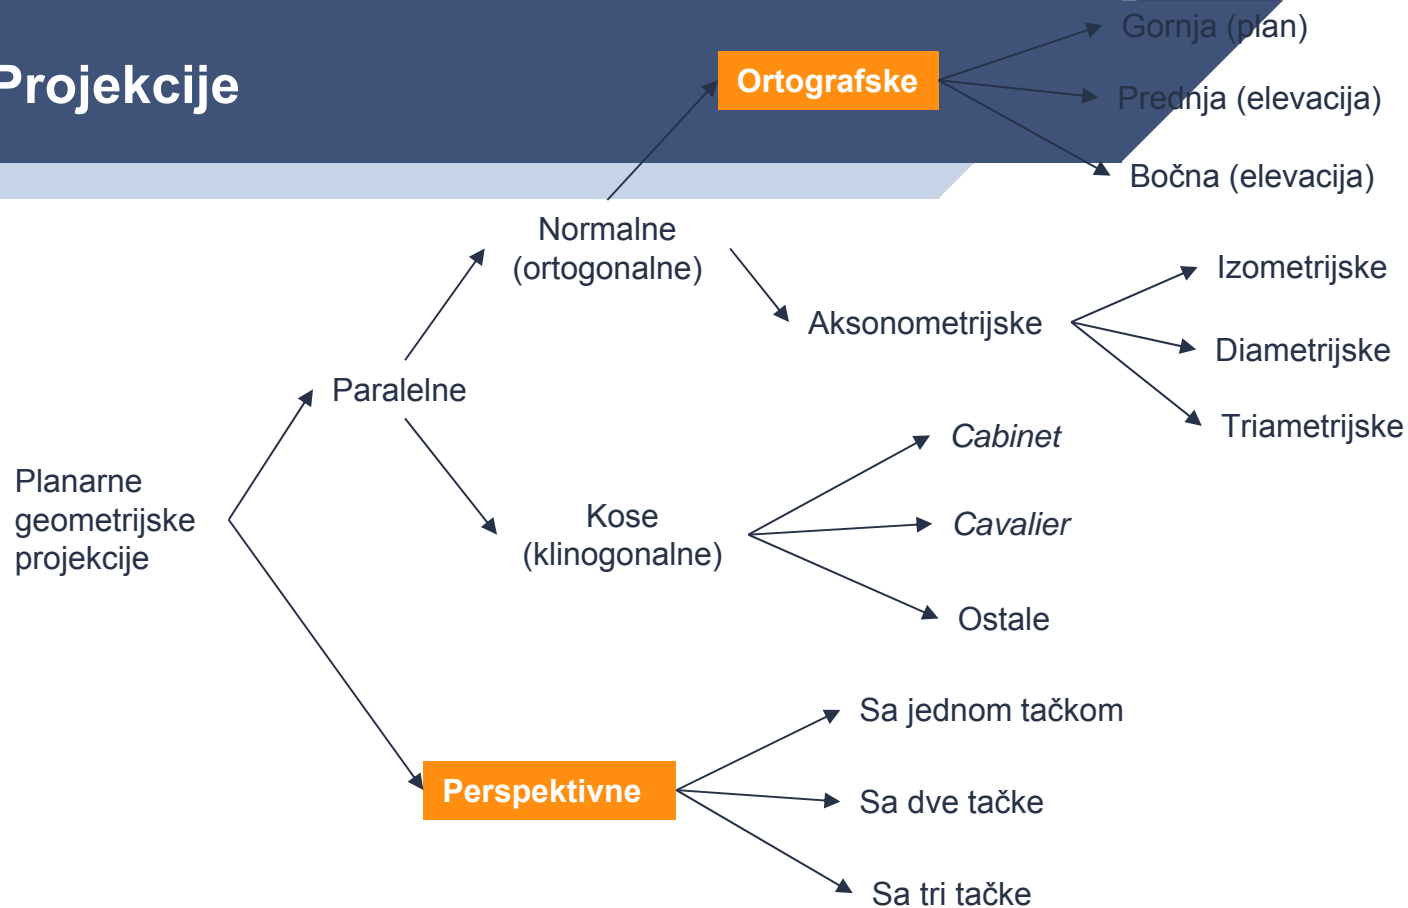 Projekcije
Ortografske
Gornja (plan)
Prednja (elevacija)
Bočna (elevacija)
Normalne
(ortogonalne)
Aksonometrijske
Izometrijske
Diametrijske
Triametrijske
Paralelne
Planarne
geometrijske
projekcije
Kose
(klinogonalne)
Cabinet
Cavalier
Ostale
Perspektivne
Sa jednom tačkom
Sa dve tačke
Sa tri tačke